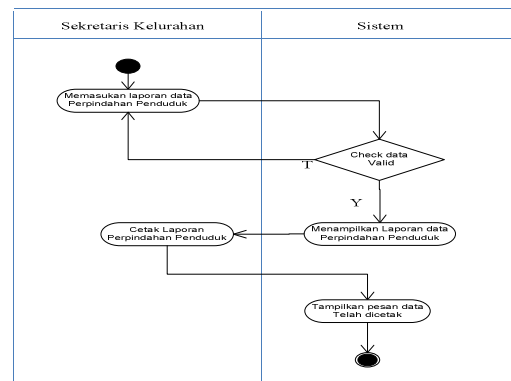 Sekretaris Kelurahan
Sistem
Memasukan laporan data
Perpindahan Penduduk
Check data
Valid
T
Y
Cetak Laporan
Perpindahan Penduduk
Menampilkan Laporan data
Perpindahan Penduduk
Tampilkan pesan data
Telah dicetak